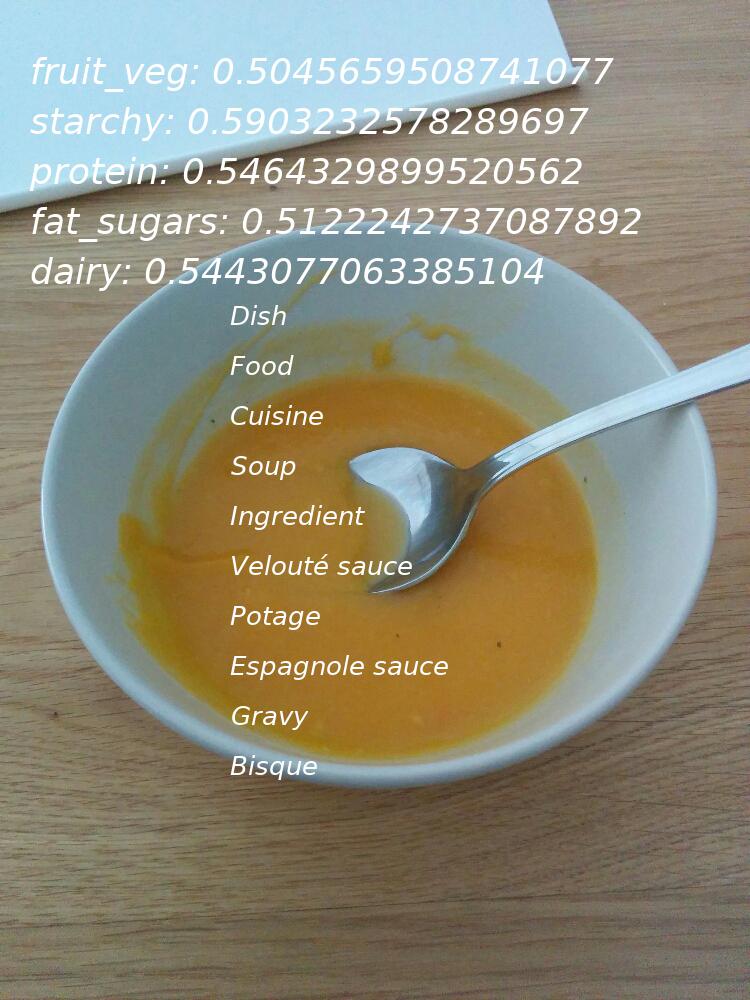 fruit_veg: 0.5045659508741077
starchy: 0.5903232578289697
protein: 0.5464329899520562
fat_sugars: 0.5122242737087892
dairy: 0.5443077063385104
Dish
Food
Cuisine
Soup
Ingredient
Velouté sauce
Potage
Espagnole sauce
Gravy
Bisque